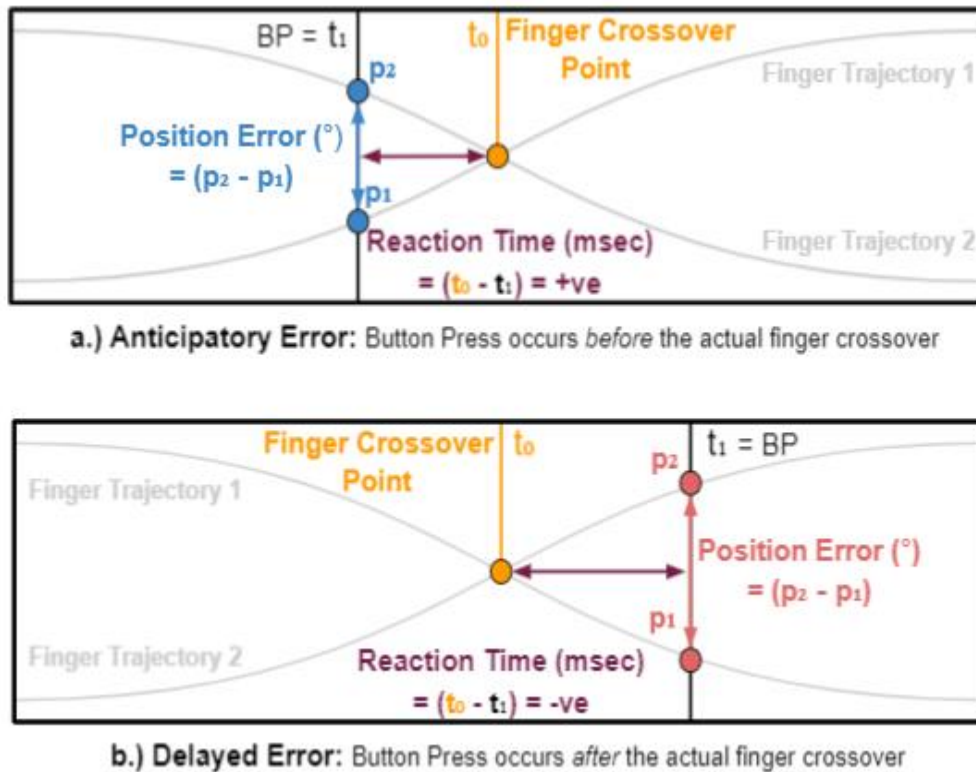 BP = t₁
t₀ Finger Crossover
Point
p₂
Finger Trajectory 1
Position Error (°)
= (p₂ - p₁)
p₁
Reaction Time (msec)
= (t₀ - t₁) = +ve
Finger Trajectory 2
a.) Anticipatory Error: Button Press occurs before the actual finger crossover
Finger Crossover t₀
Point
t₁ = BP
p₂
Finger Trajectory 1
Position Error (°)
= (p₂ - p₁)
p₁
Finger Trajectory 2
Reaction Time (msec)
= (t₀ - t₁) = -ve
b.) Delayed Error: Button Press occurs after the actual finger crossover